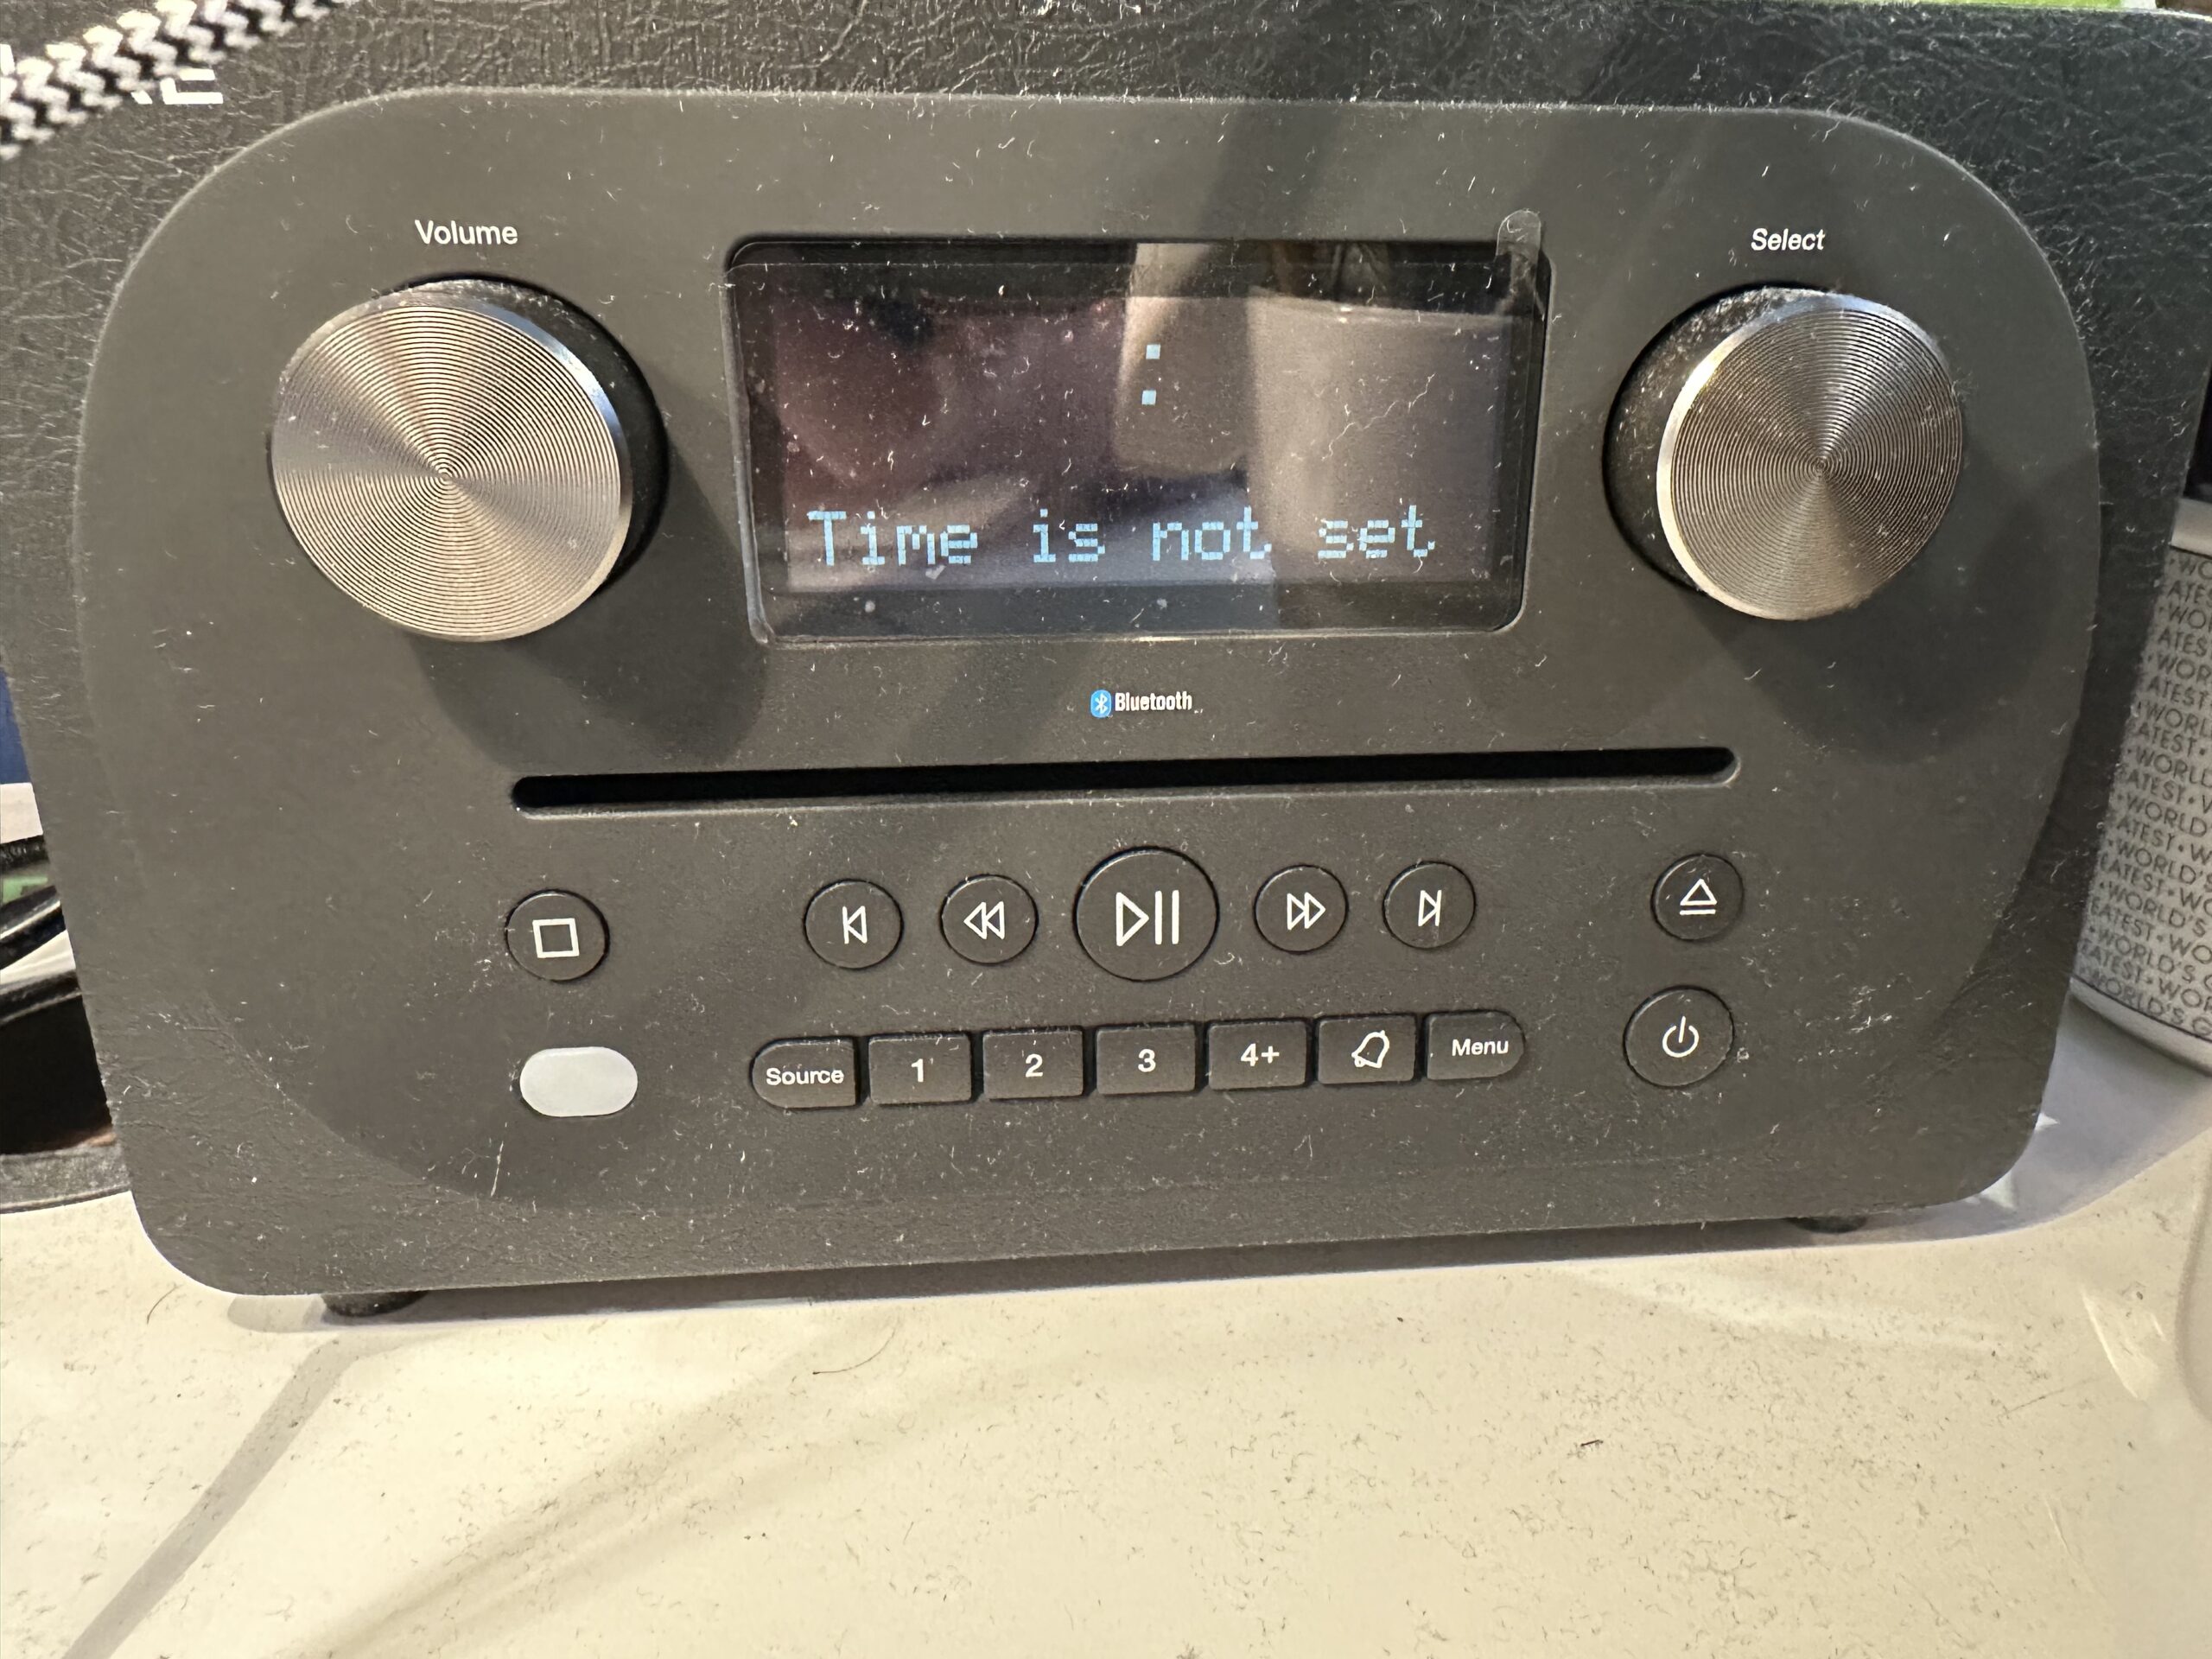 Volume
Select
:
Time is not set
Bluetooth
Source 1 2 3 4+ Menu